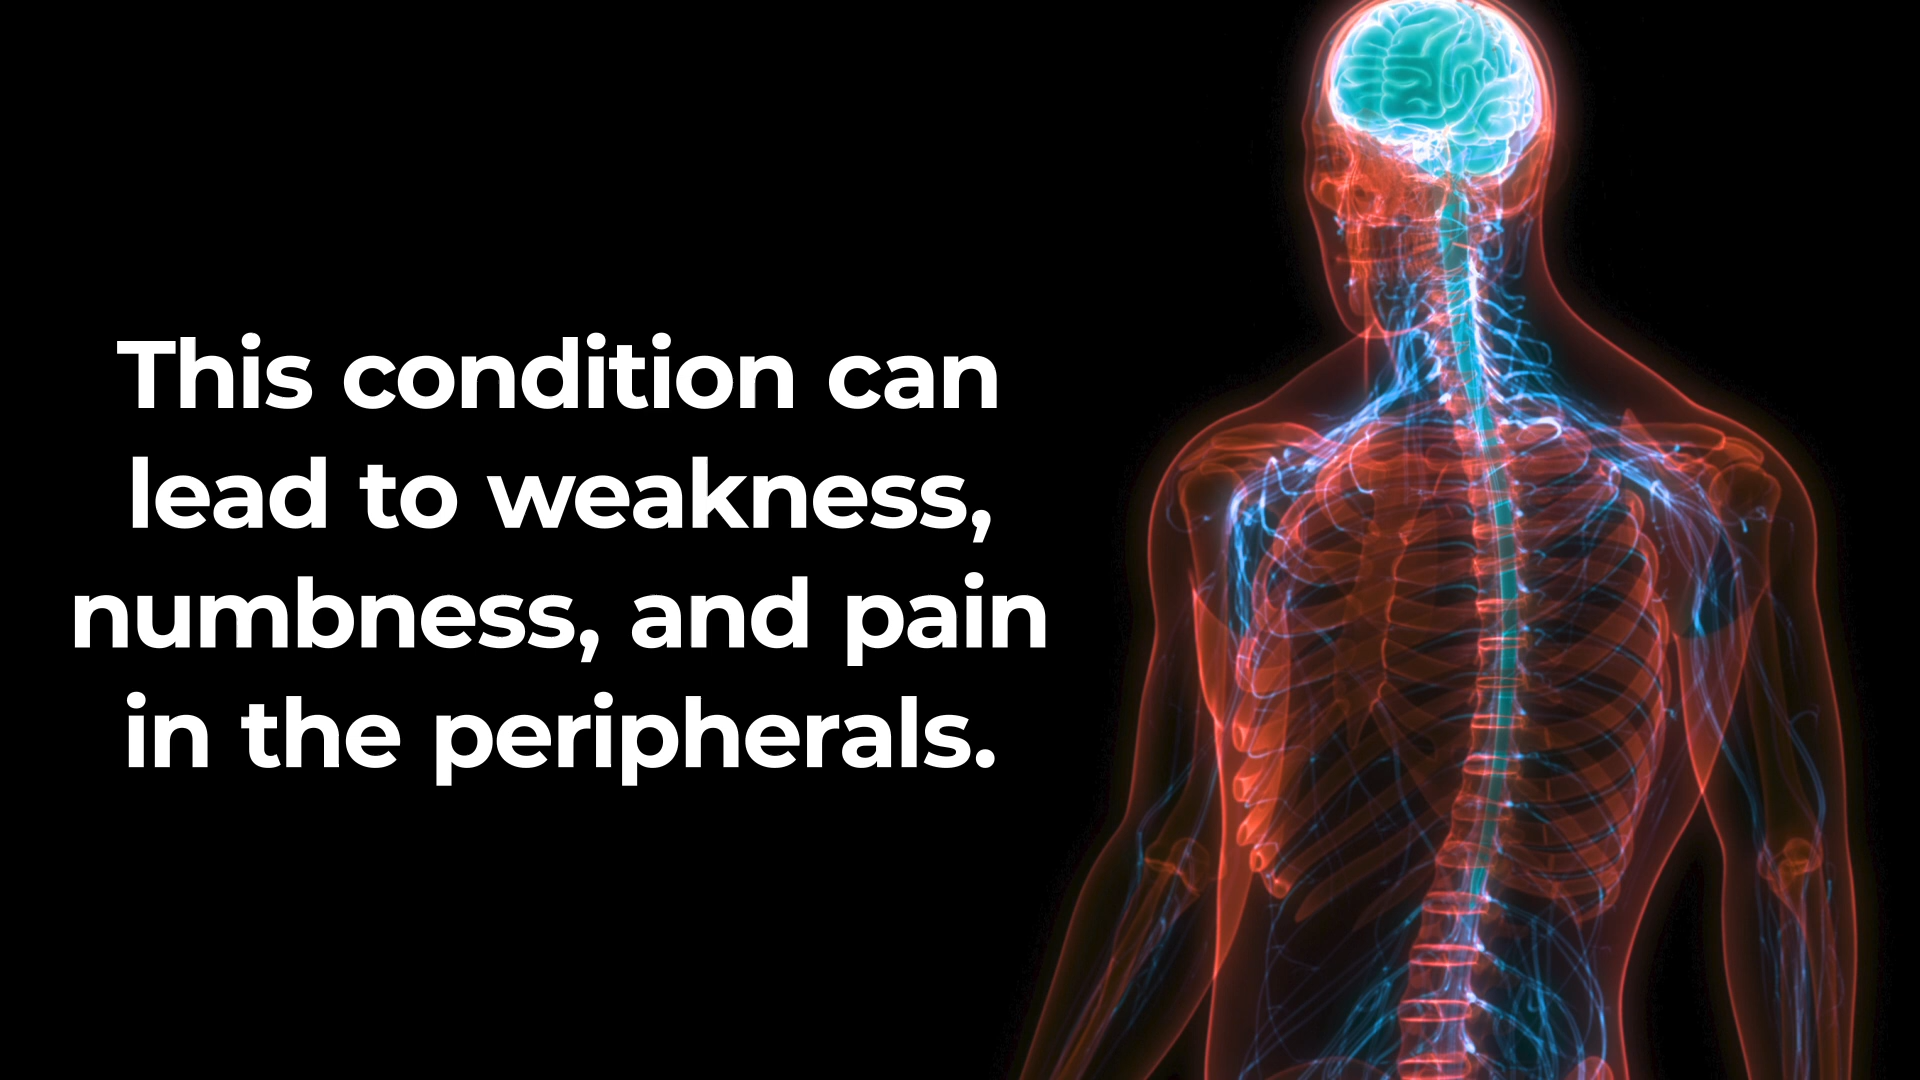 This condition can
lead to weakness,
numbness, and pain
in the peripherals.